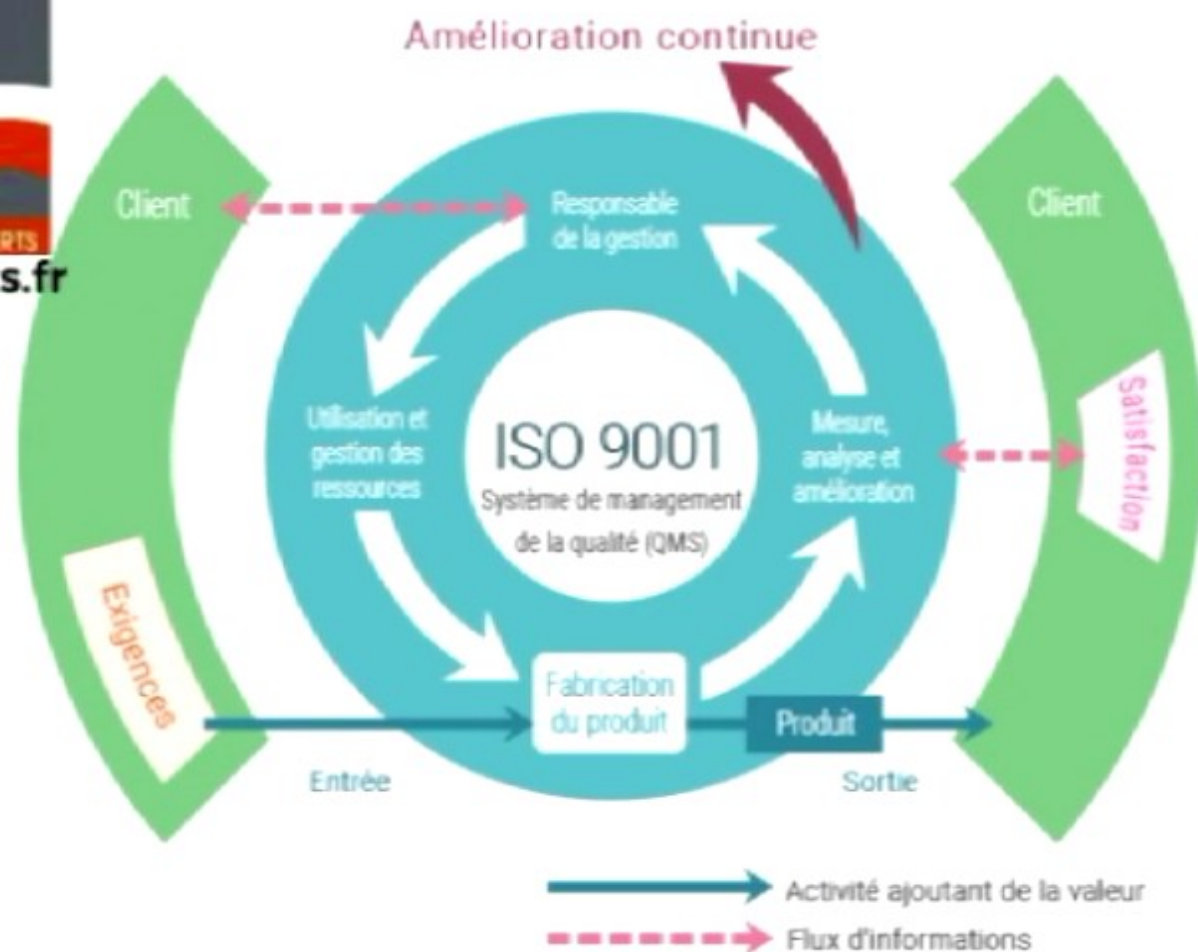 Amélioration continue
Client
Responsable
de la gestion
Client
RTS
s.fr
Utilisation et
gestion des
ressources
ISO 9001
Système de management
de la qualité (QMS)
Mesure,
analyse et
amélioration
Satisfaction
Exigences
Fabrication
du produit
Produit
Entrée
Sortie
Activité ajoutant de la valeur
Flux d'informations